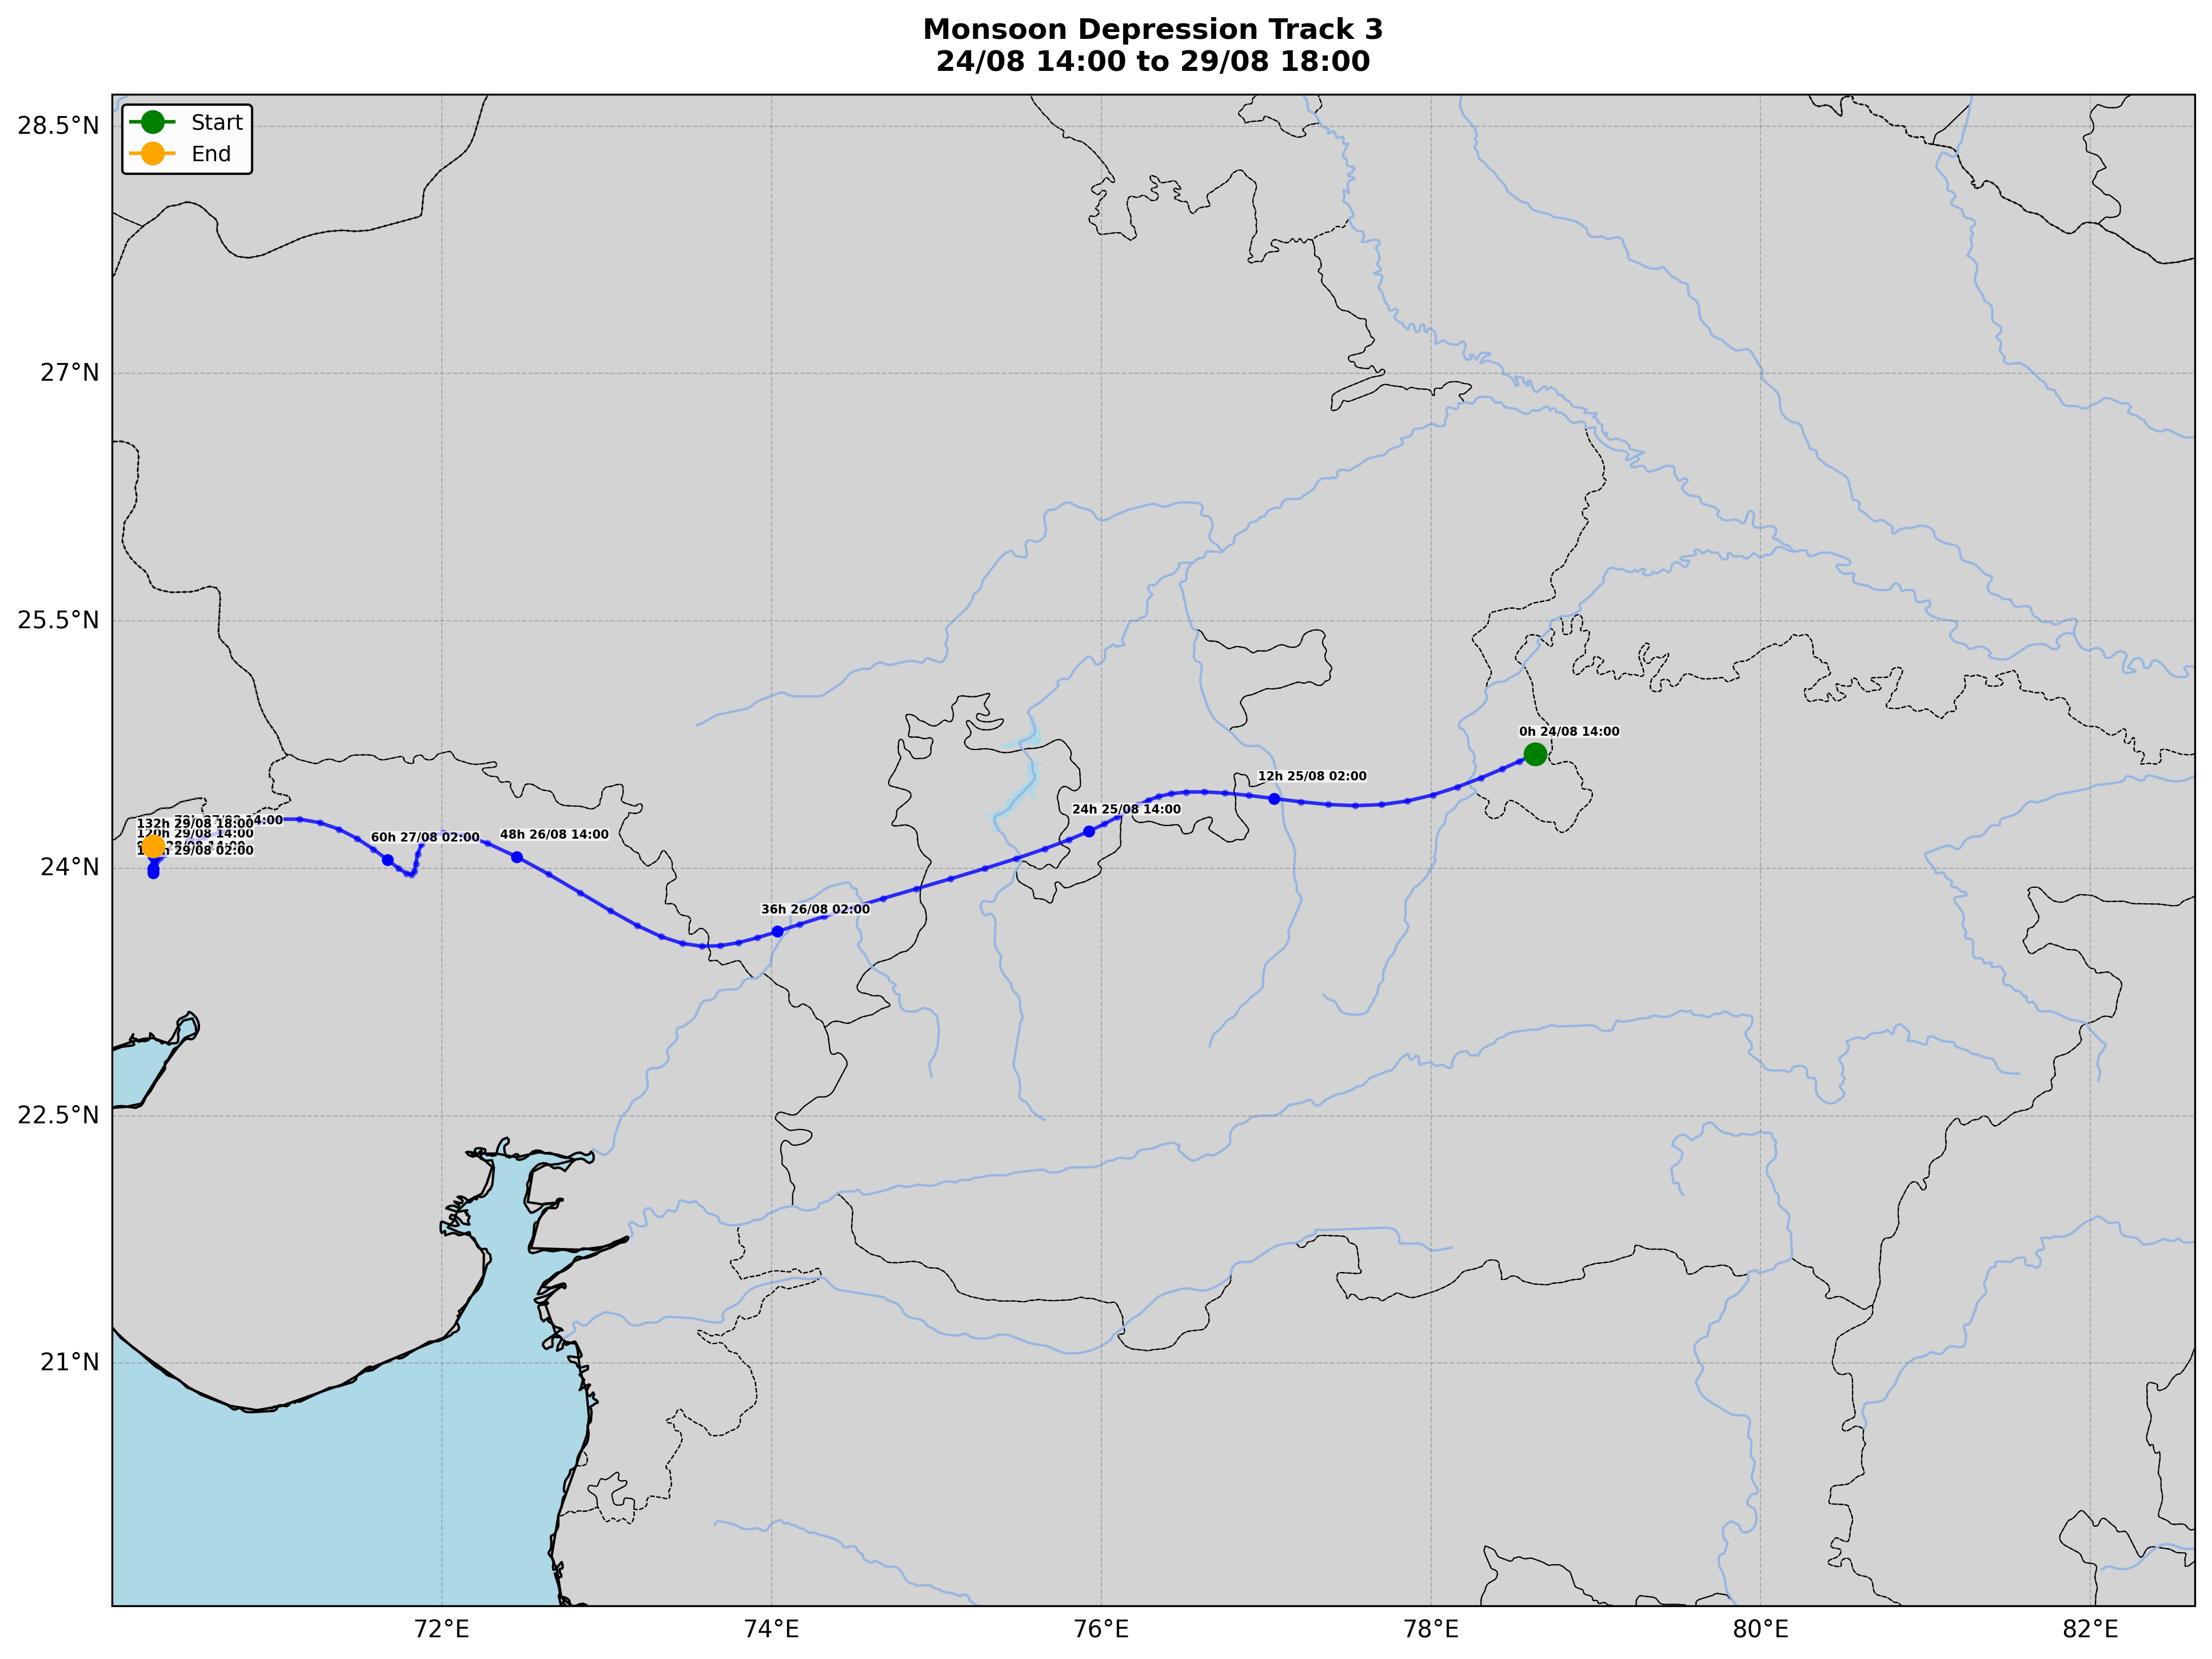 Monsoon Depression Track 3
24/08 14:00 to 29/08 18:00
Start
End
28.5°N
27°N
25.5°N
24°N
22.5°N
21°N
0h 24/08 14:00
12h 25/08 02:00
24h 25/08 14:00
36h 26/08 02:00
48h 26/08 14:00
60h 27/08 02:00
132h 29/08 18:00
120h 29/08 14:00
29/08 02:00
72°E
74°E
76°E
78°E
80°E
82°E